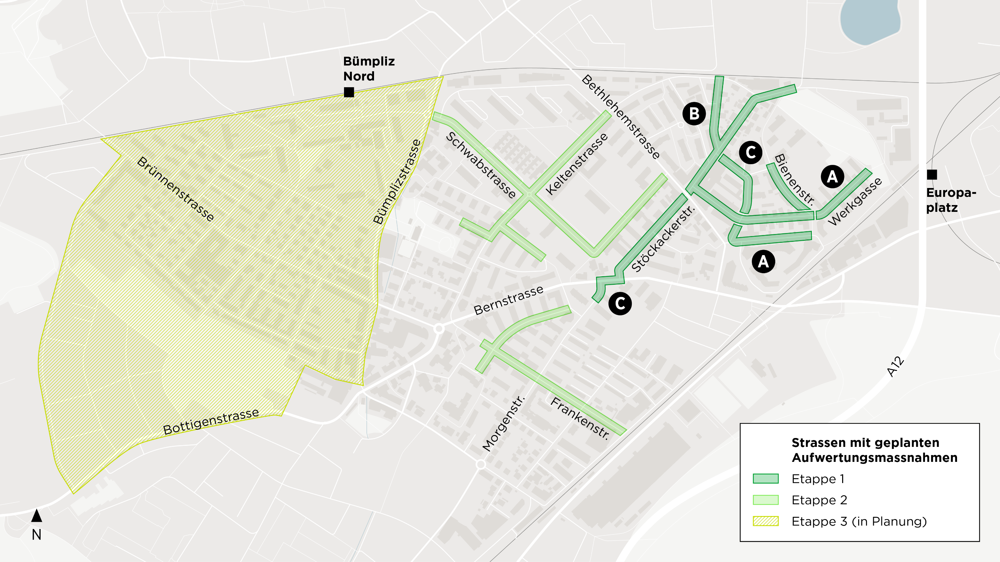 Bümpliz
Nord
Bethlehemstrasse
B
C
Bienenstr.
A
Werkgasse
Europa-
platz
Schwabstrasse
Keltenstrasse
Brünnenstrasse
Bümplizstrasse
Stöckackerstr.
A
C
Bernstrasse
A12
Morgenstr.
Frankenstr.
Bottigenstrasse
N
Strassen mit geplanten
Aufwertungsmassnahmen
Etappe 1
Etappe 2
Etappe 3 (in Planung)